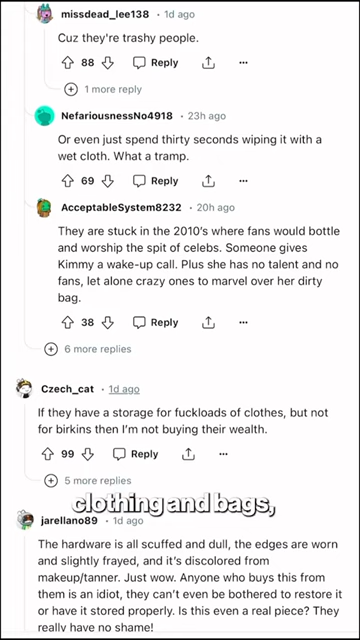 missdead_lee138 • 1d ago
Cuz they're trashy people.
88 Reply
1 more reply
NefariousnessNo4918 • 23h ago
Or even just spend thirty seconds wiping it with a
wet cloth. What a tramp.
69 Reply
AcceptableSystem8232 • 20h ago
They are stuck in the 2010's where fans would bottle
and worship the spit of celebs. Someone gives
Kimmy a wake-up call. Plus she has no talent and no
fans, let alone crazy ones to marvel over her dirty
bag.
38 Reply
6 more replies
Czech_cat • 1d ago
If they have a storage for fuckloads of clothes, but not
for birkins then I'm not buying their wealth.
99 Reply
5 more replies
clothing and bags,
jarellano89 • 1d ago
The hardware is all scuffed and dull, the edges are worn
and slightly frayed, and it's discolored from
makeup/tanner. Just wow. Anyone who buys this from
them is an idiot, they can't even be bothered to restore it
or have it stored properly. Is this even a real piece? They
really have no shame!